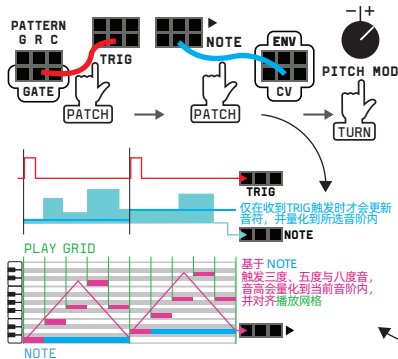 PATTERN
G R C
GATE
TRIG
PATCH
NOTE
PATCH
ENV
CV
-|+
PITCH MOD
TURN
TRIG
仅在收到TRIG触发时才会更新
音符，并量化到所选音阶内
NOTE
PLAY GRID
基于 NOTE
触发三度、五度与八度音，
音高会量化到当前音阶内，
并对齐播放网格
NOTE